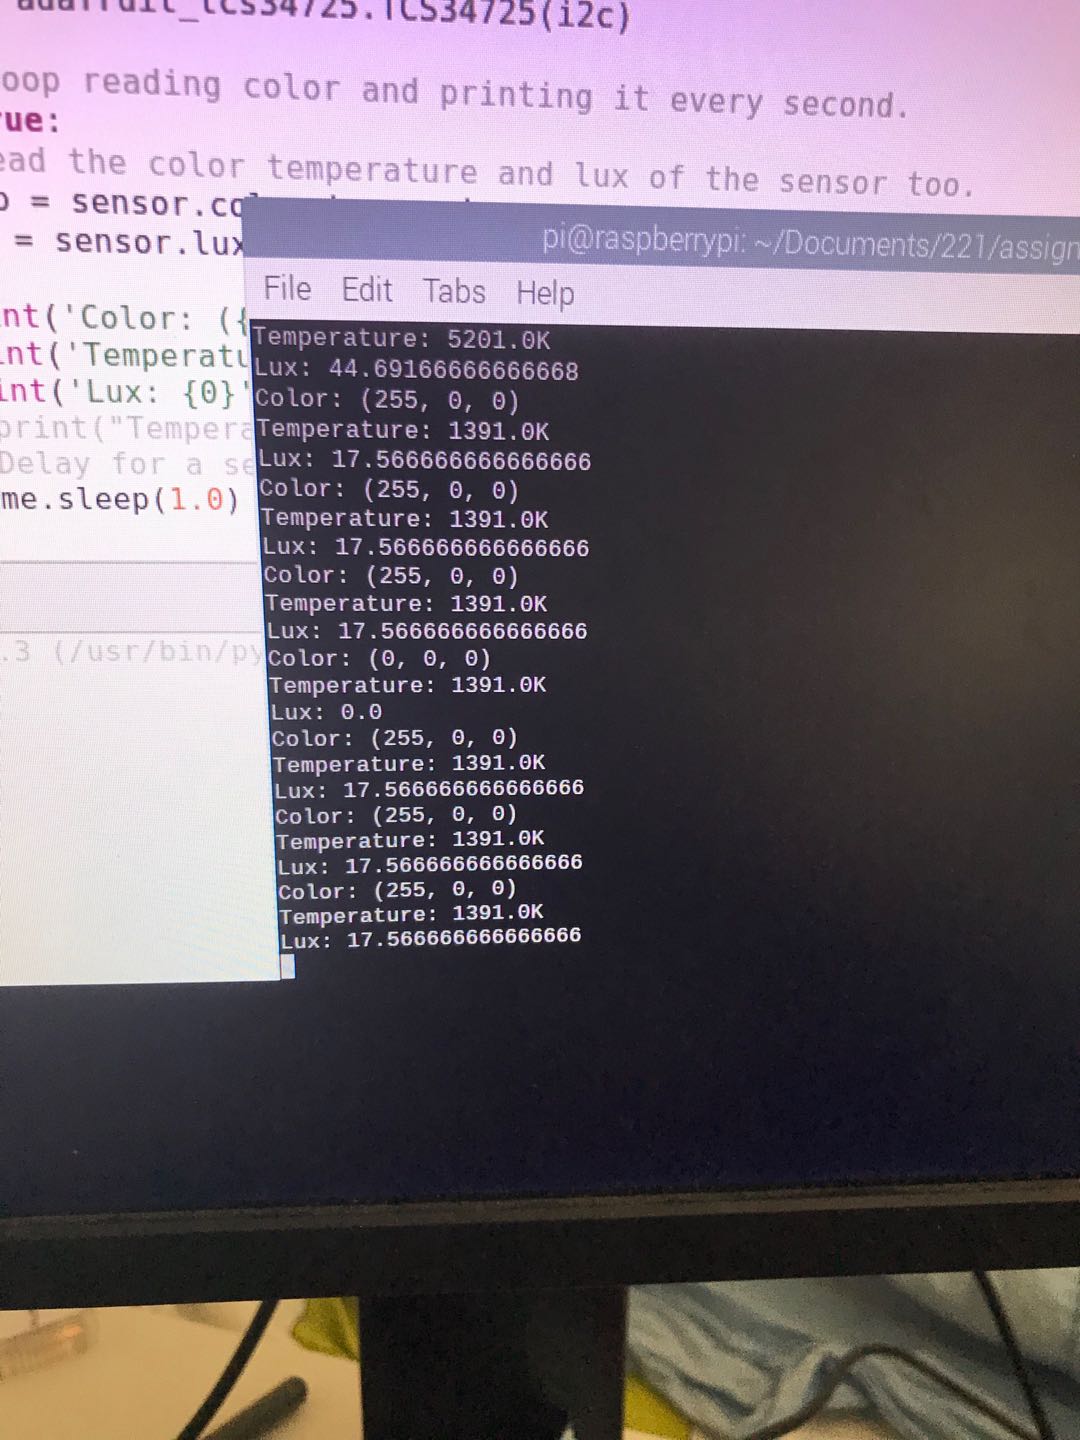 adafruit_tcs34725.TCS34725(i2c)
oop reading color and printing it every second.
rue:
ead the color temperature and lux of the sensor too.
= sensor.co
= sensor.lux
pi@raspberrypi: ~/Documents/221/assign
File Edit Tabs Help
int('Color: ({
int('Temperatu
int('Lux: {0}'
print("Tempera
Delay for a se
me.sleep(1.0)
.3 (/usr/bin/py
Temperature: 5201.0K
Lux: 44.69166666666668
Color: (255, 0, 0)
Temperature: 1391.0K
Lux: 17.566666666666666
Color: (255, 0, 0)
Temperature: 1391.0K
Lux: 17.566666666666666
Color: (255, 0, 0)
Temperature: 1391.0K
Lux: 17.566666666666666
Color: (0, 0, 0)
Temperature: 1391.0K
Lux: 0.0
Color: (255, 0, 0)
Temperature: 1391.0K
Lux: 17.566666666666666
Color: (255, 0, 0)
Temperature: 1391.0K
Lux: 17.566666666666666
Color: (255, 0, 0)
Temperature: 1391.0K
Lux: 17.566666666666666